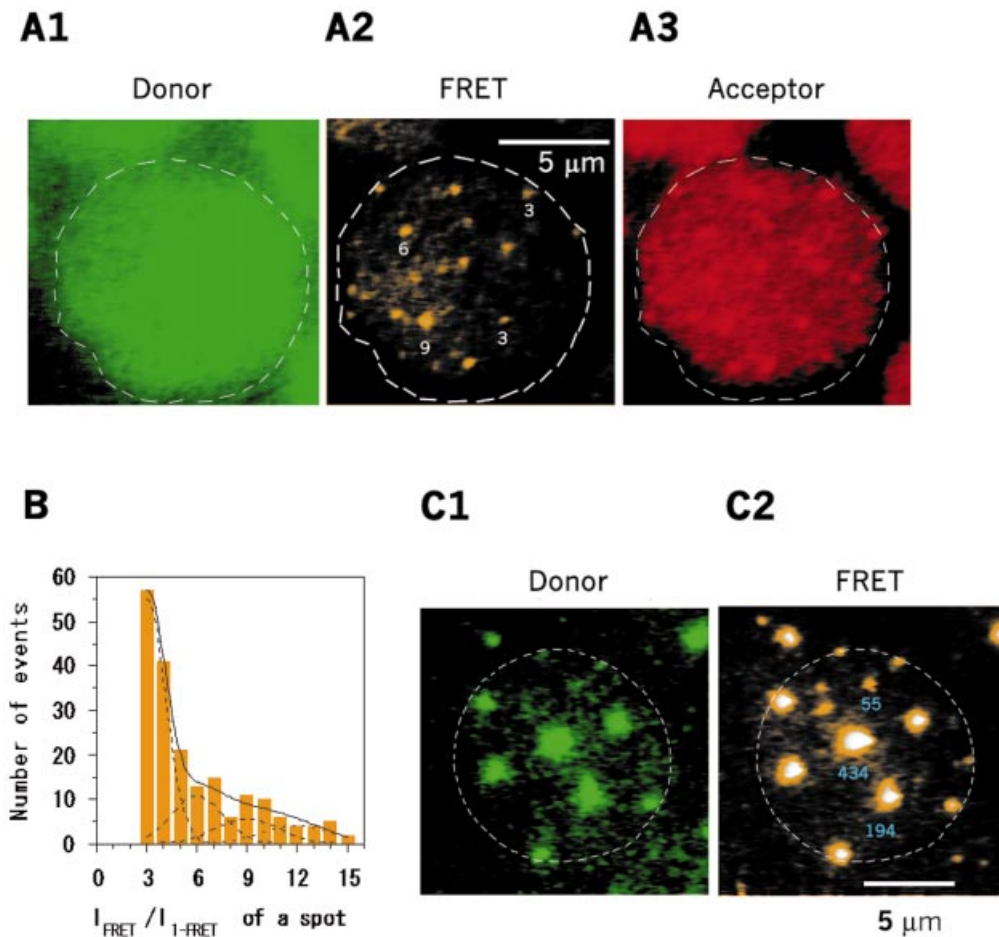 A1 A2 A3
Donor FRET Acceptor
5 μm
3
6
3
9
B C1 C2
Donor FRET
Number of events
60
50
40
30
20
10
0
0 3 6 9 12 15
I_FRET / I_1-FRET of a spot
55
434
194
5 μm